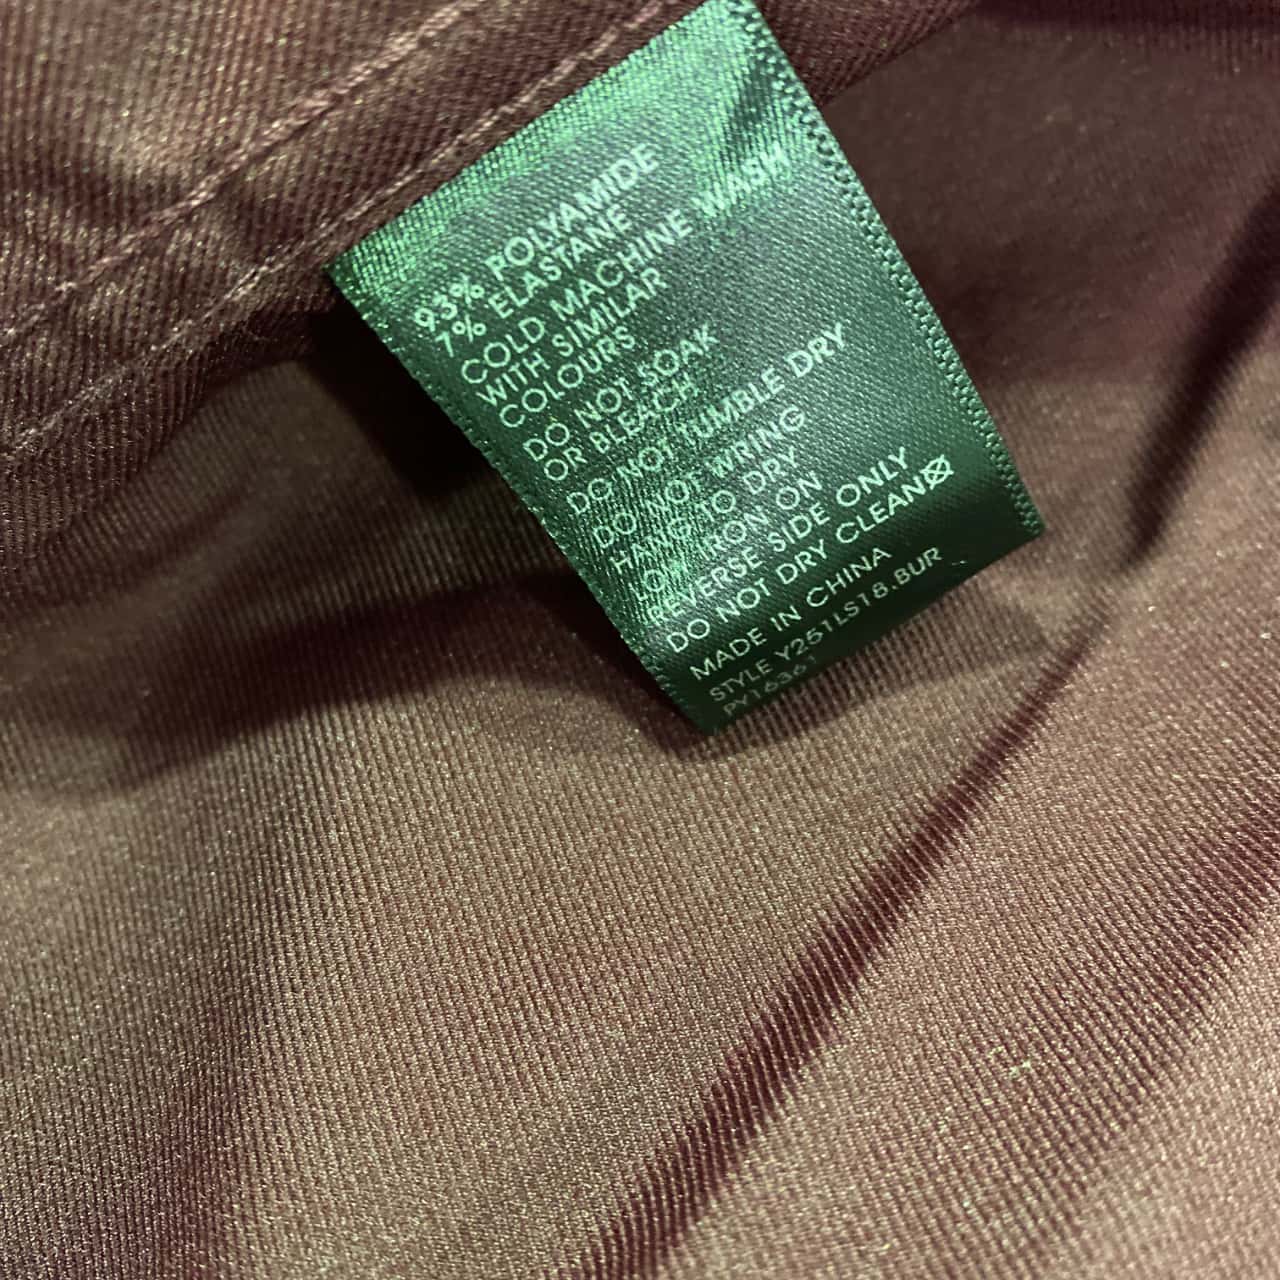 93% POLYAMIDE
7% ELASTANE
COLD MACHINE WASH
WITH SIMILAR
COLOURS
DO NOT SOAK
OR BLEACH
DO NOT TUMBLE DRY
DO NOT WRING
HANG TO DRY
IRON ON
REVERSE SIDE ONLY
DO NOT DRY CLEAN
MADE IN CHINA
STYLE Y251LS18.BUR
PY16361